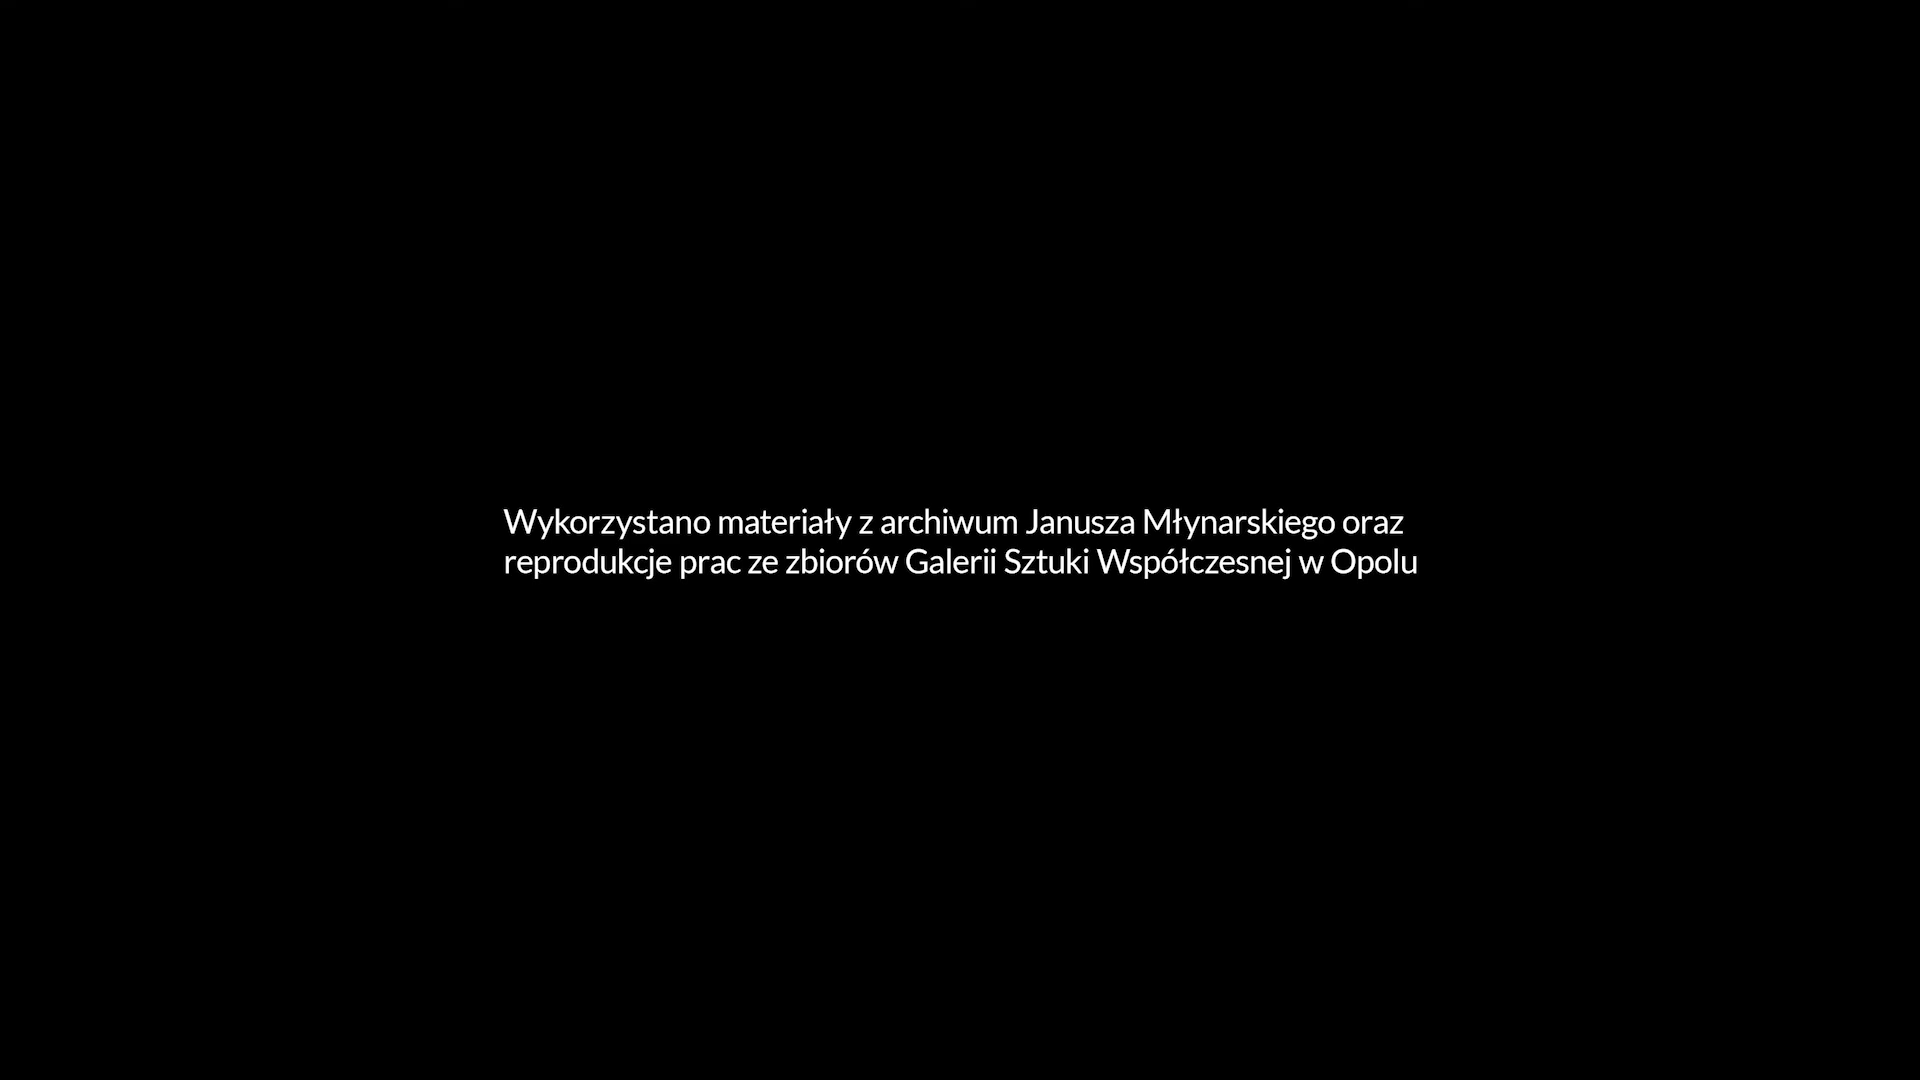 Wykorzystano materiały z archiwum Janusza Młynarskiego oraz
reprodukcje prac ze zbiorów Galerii Sztuki Współczesnej w Opolu